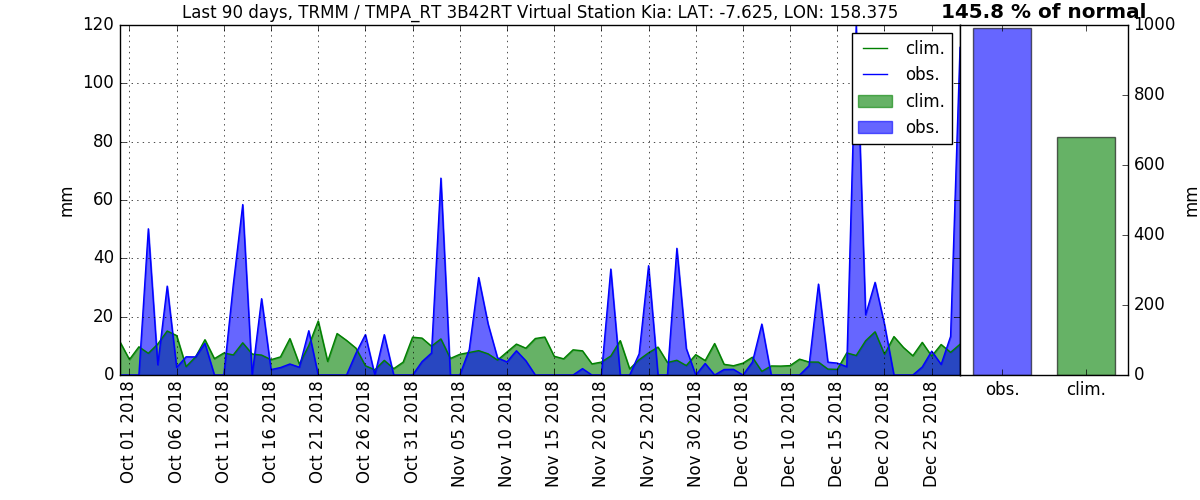 Last 90 days, TRMM / TMPA_RT 3B42RT Virtual Station Kia: LAT: -7.625, LON: 158.375
145.8 % of normal
120
100
80
60
40
20
0
mm
clim.
obs.
clim.
obs.
Oct 01 2018
Oct 06 2018
Oct 11 2018
Oct 16 2018
Oct 21 2018
Oct 26 2018
Oct 31 2018
Nov 05 2018
Nov 10 2018
Nov 15 2018
Nov 20 2018
Nov 25 2018
Nov 30 2018
Dec 05 2018
Dec 10 2018
Dec 15 2018
Dec 20 2018
Dec 25 2018
1000
800
600
400
200
0
mm
obs.
clim.